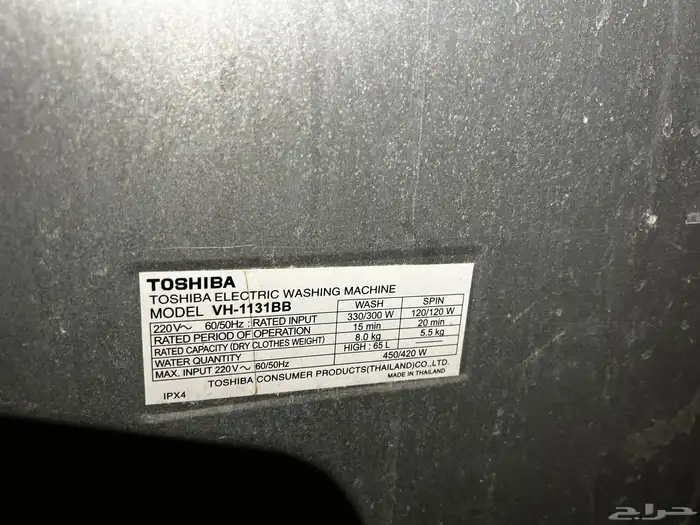 TOSHIBA
TOSHIBA ELECTRIC WASHING MACHINE
MODEL VH-1131BB
WASH SPIN
220V～ 60/50Hz : RATED INPUT 330/300 W 120/120 W
RATED PERIOD OF OPERATION 15 min 20 min
RATED CAPACITY (DRY CLOTHES WEIGHT) 8.0 kg 5.5 kg
WATER QUANTITY HIGH : 65 L
MAX. INPUT 220V～ 60/50Hz 450/420 W
TOSHIBA CONSUMER PRODUCTS(THAILAND)CO.,LTD.
IPX4 MADE IN THAILAND
حراج